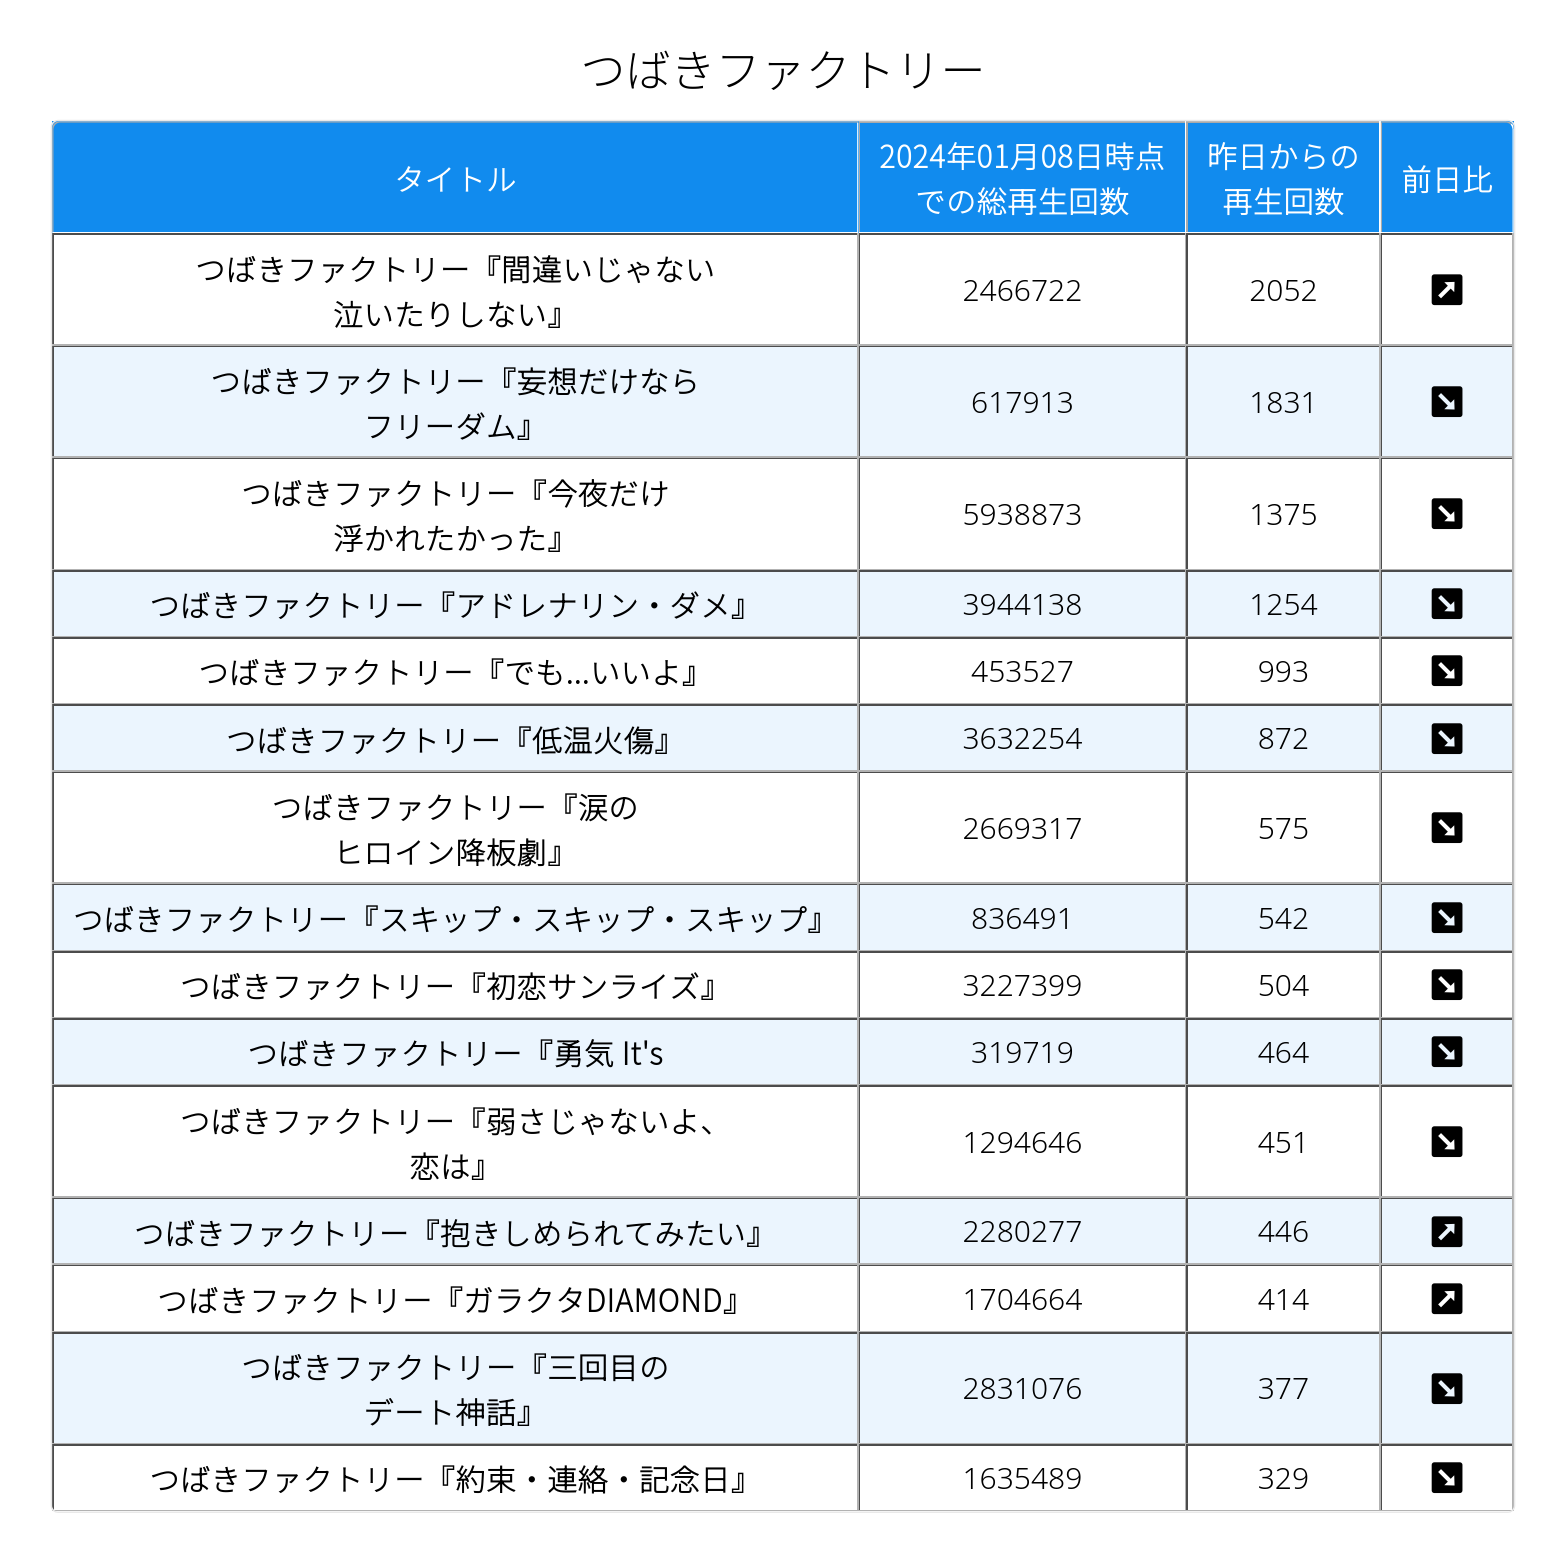 つばきファクトリー
タイトル
2024年01月08日時点
での総再生回数
昨日からの
再生回数
前日比
つばきファクトリー『間違いじゃない
泣いたりしない』
2466722
2052
つばきファクトリー『妄想だけなら
フリーダム』
617913
1831
つばきファクトリー『今夜だけ
浮かれたかった』
5938873
1375
つばきファクトリー『アドレナリン・ダメ』
3944138
1254
つばきファクトリー『でも...いいよ』
453527
993
つばきファクトリー『低温火傷』
3632254
872
つばきファクトリー『涙の
ヒロイン降板劇』
2669317
575
つばきファクトリー『スキップ・スキップ・スキップ』
836491
542
つばきファクトリー『初恋サンライズ』
3227399
504
つばきファクトリー『勇気 It's
319719
464
つばきファクトリー『弱さじゃないよ、
恋は』
1294646
451
つばきファクトリー『抱きしめられてみたい』
2280277
446
つばきファクトリー『ガラクタDIAMOND』
1704664
414
つばきファクトリー『三回目の
デート神話』
2831076
377
つばきファクトリー『約束・連絡・記念日』
1635489
329